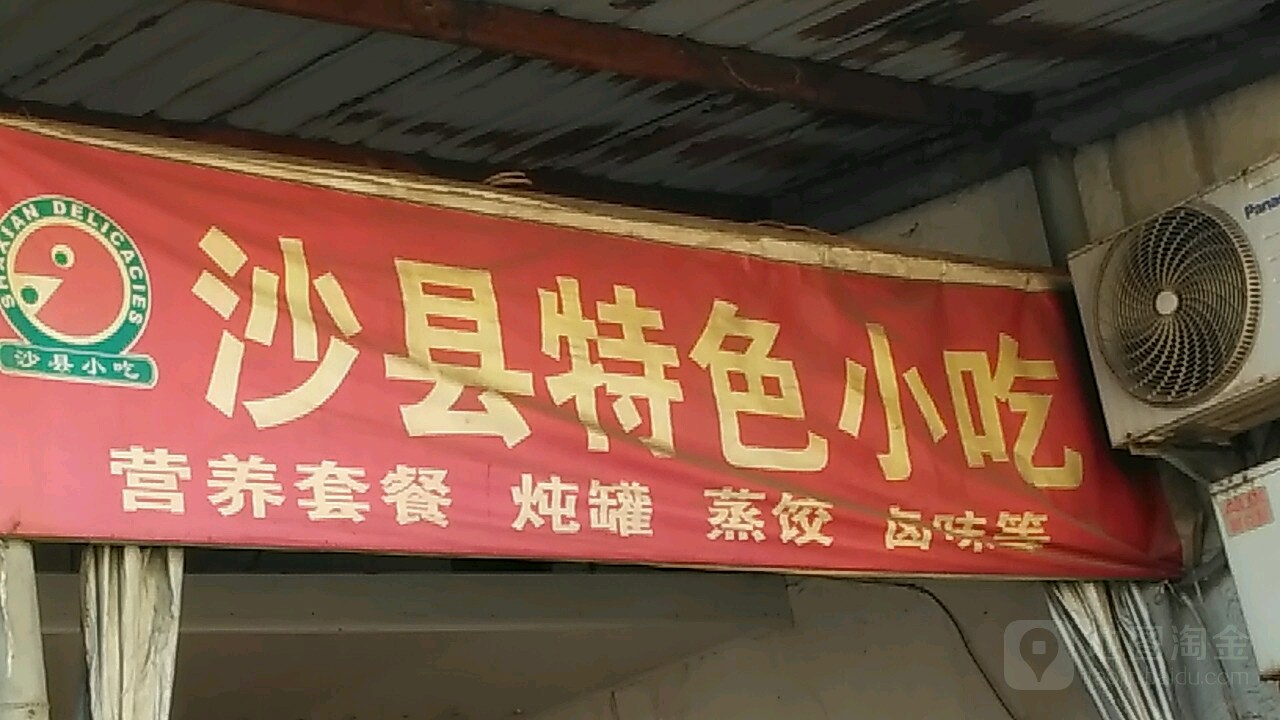 SHAXIAN DELICACIES
沙县小吃
沙县特色小吃
营养套餐 炖罐 蒸饺 卤味等